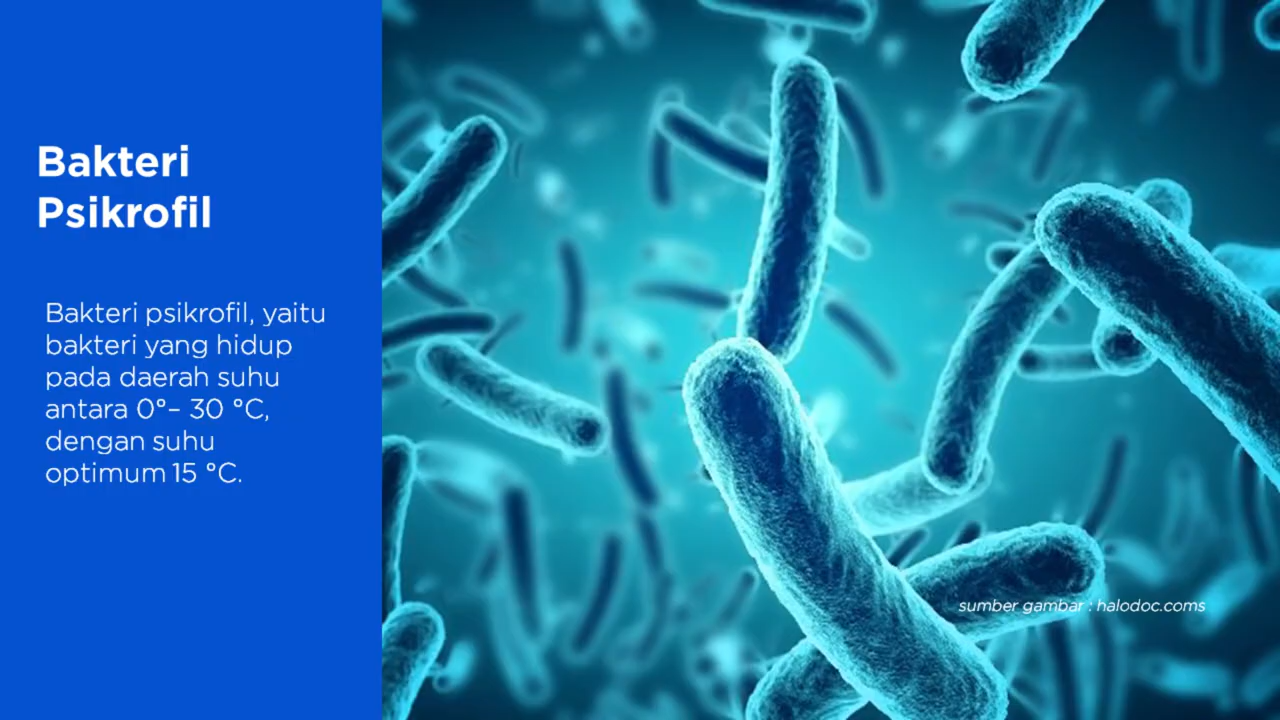 Bakteri
Psikrofil
Bakteri psikrofil, yaitu
bakteri yang hidup
pada daerah suhu
antara 0°– 30 °C,
dengan suhu
optimum 15 °C.
sumber gambar : halodoc.coms